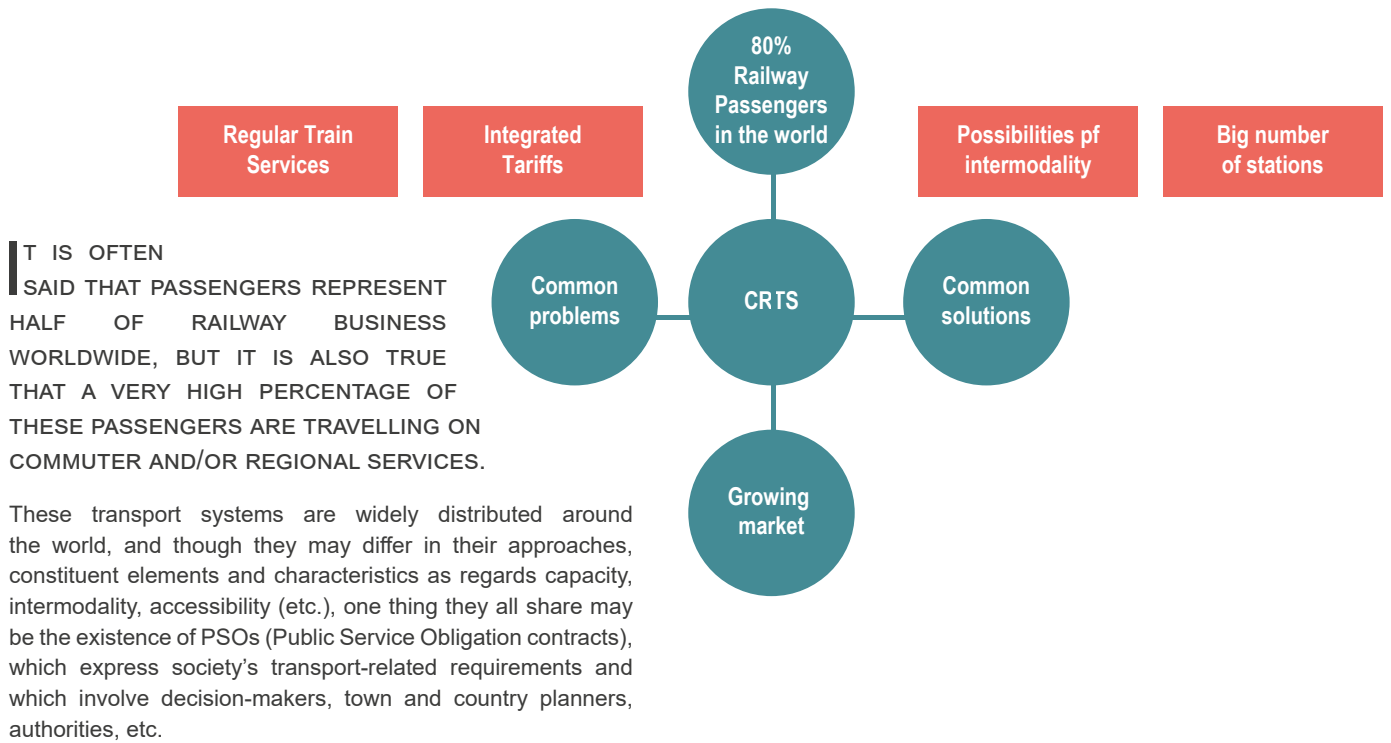 80%
Railway
Passengers
in the world
Regular Train
Services
Integrated
Tariffs
Possibilities pf
intermodality
Big number
of stations
Common
problems
CRTS
Common
solutions
Growing
market
IT IS OFTEN
SAID THAT PASSENGERS REPRESENT
HALF OF RAILWAY BUSINESS
WORLDWIDE, BUT IT IS ALSO TRUE
THAT A VERY HIGH PERCENTAGE OF
THESE PASSENGERS ARE TRAVELLING ON
COMMUTER AND/OR REGIONAL SERVICES.
These transport systems are widely distributed around
the world, and though they may differ in their approaches,
constituent elements and characteristics as regards capacity,
intermodality, accessibility (etc.), one thing they all share may
be the existence of PSOs (Public Service Obligation contracts),
which express society’s transport-related requirements and
which involve decision-makers, town and country planners,
authorities, etc.